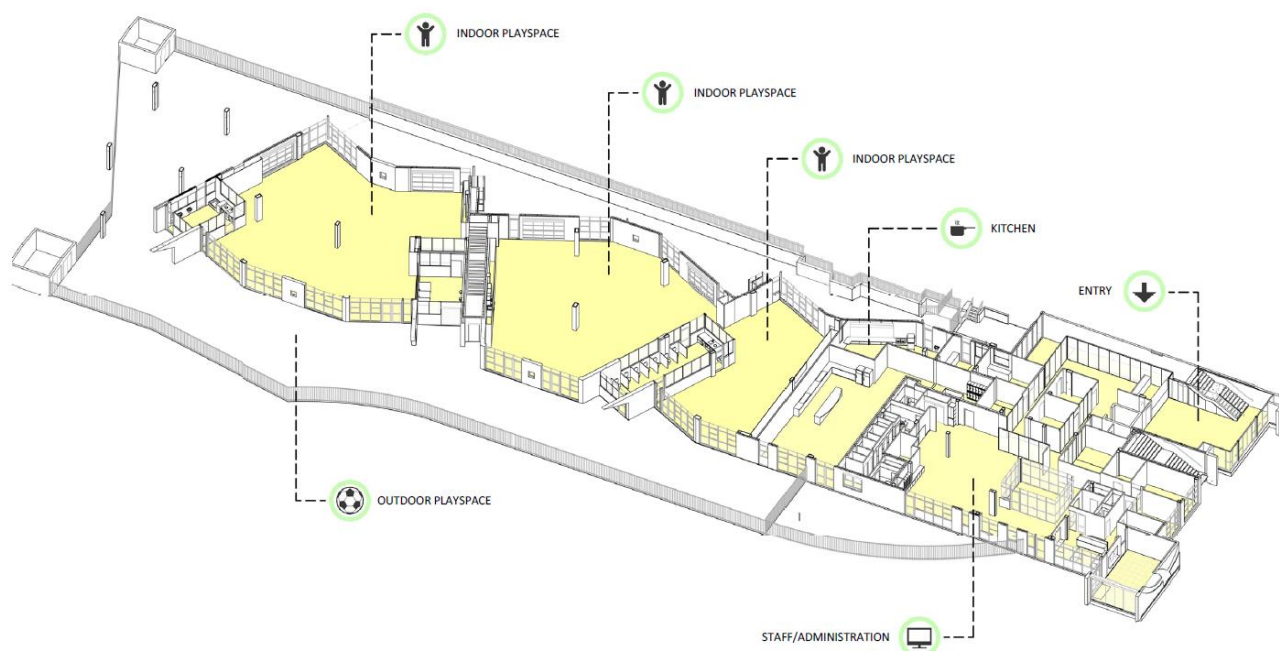 INDOOR PLAYSPACE
INDOOR PLAYSPACE
INDOOR PLAYSPACE
KITCHEN
ENTRY
OUTDOOR PLAYSPACE
STAFF/ADMINISTRATION